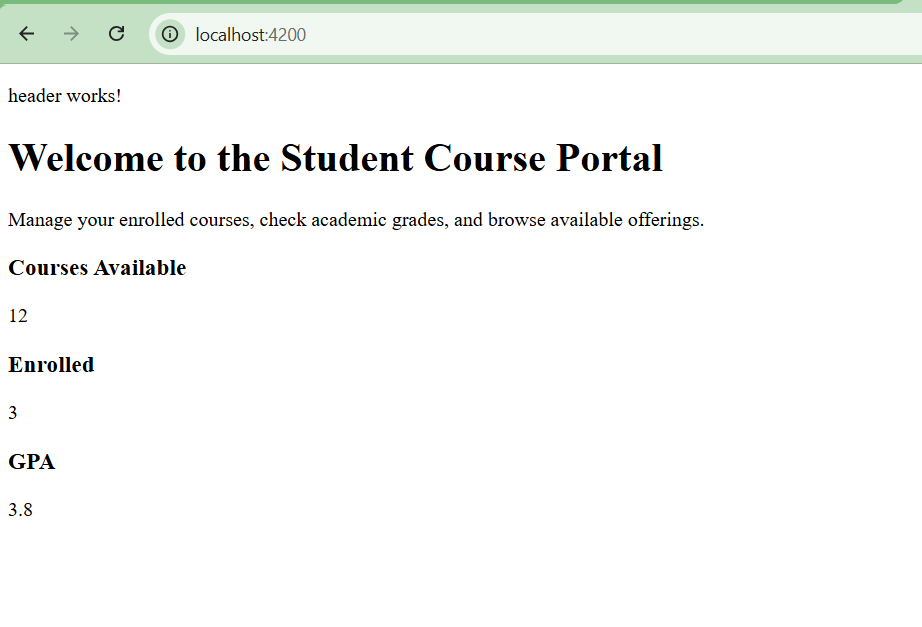 localhost:4200
header works!
Welcome to the Student Course Portal
Manage your enrolled courses, check academic grades, and browse available offerings.
Courses Available
12
Enrolled
3
GPA
3.8